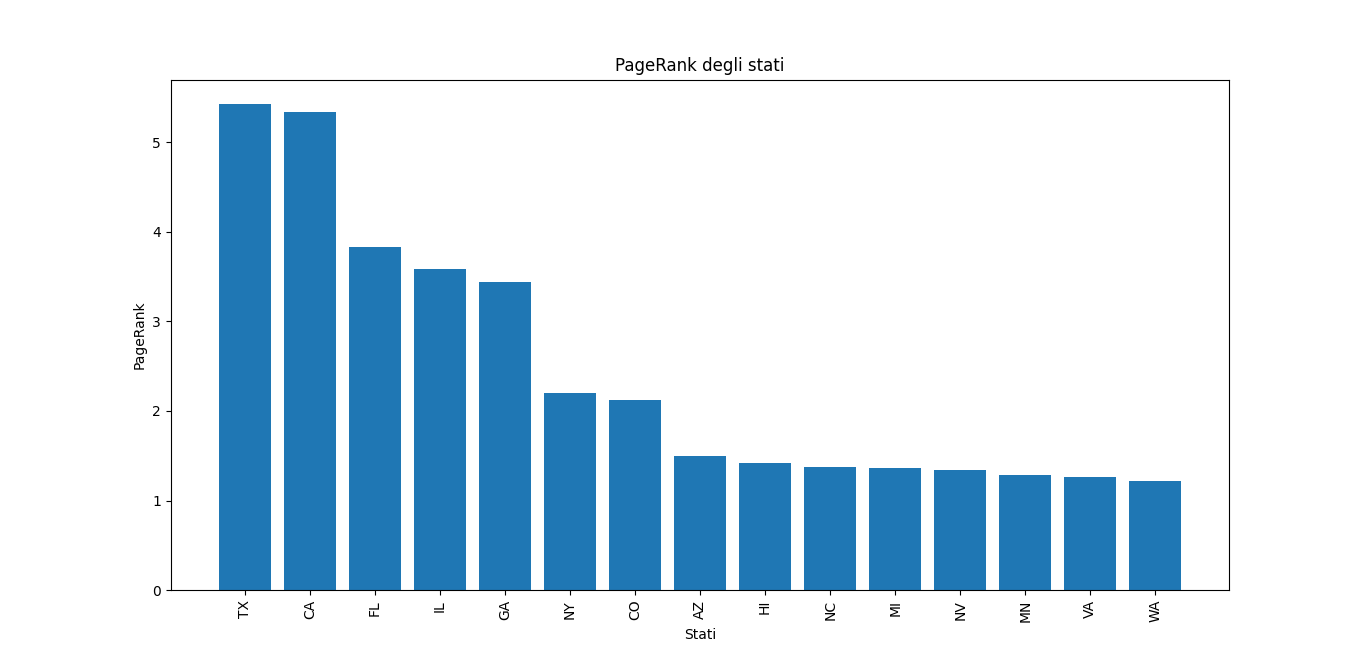 PageRank degli stati
PageRank
5
4
3
2
1
0
TX CA FL IL GA NY CO AZ HI NC MI NV MN VA WA
Stati